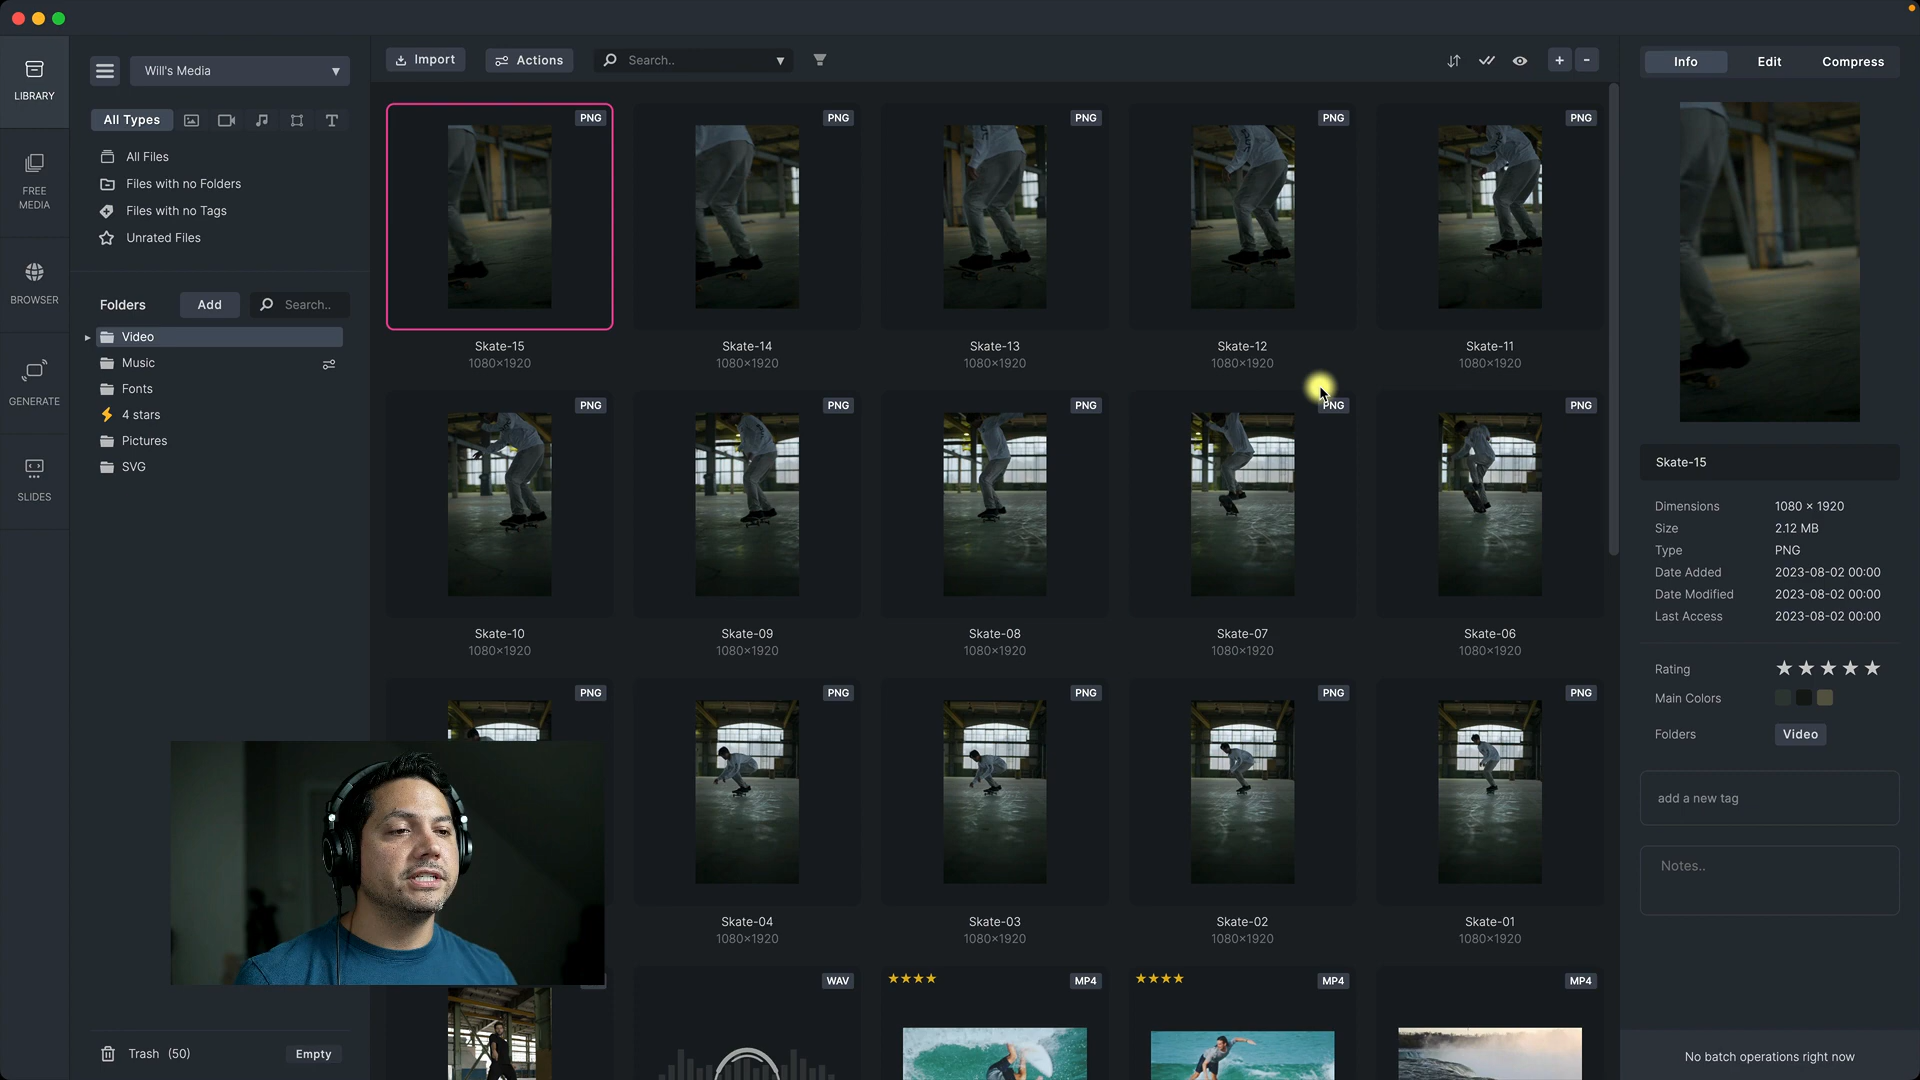 LIBRARY
FREE
MEDIA
BROWSER
GENERATE
SLIDES
Will's Media
All Types
All Files
Files with no Folders
Files with no Tags
Unrated Files
Folders
Add
Search..
Video
Music
Fonts
4 stars
Pictures
SVG
Trash (50)
Empty
Import
Actions
Search..
+
-
PNG
PNG
PNG
PNG
PNG
Skate-15
1080×1920
Skate-14
1080×1920
Skate-13
1080×1920
Skate-12
1080×1920
Skate-11
1080×1920
PNG
PNG
PNG
PNG
PNG
Skate-10
1080×1920
Skate-09
1080×1920
Skate-08
1080×1920
Skate-07
1080×1920
Skate-06
1080×1920
PNG
PNG
PNG
PNG
PNG
Skate-04
1080×1920
Skate-03
1080×1920
Skate-02
1080×1920
Skate-01
1080×1920
WAV
MP4
MP4
MP4
Info
Edit
Compress
Skate-15
Dimensions 1080 × 1920
Size 2.12 MB
Type PNG
Date Added 2023-08-02 00:00
Date Modified 2023-08-02 00:00
Last Access 2023-08-02 00:00
Rating
Main Colors
Folders Video
add a new tag
Notes..
No batch operations right now